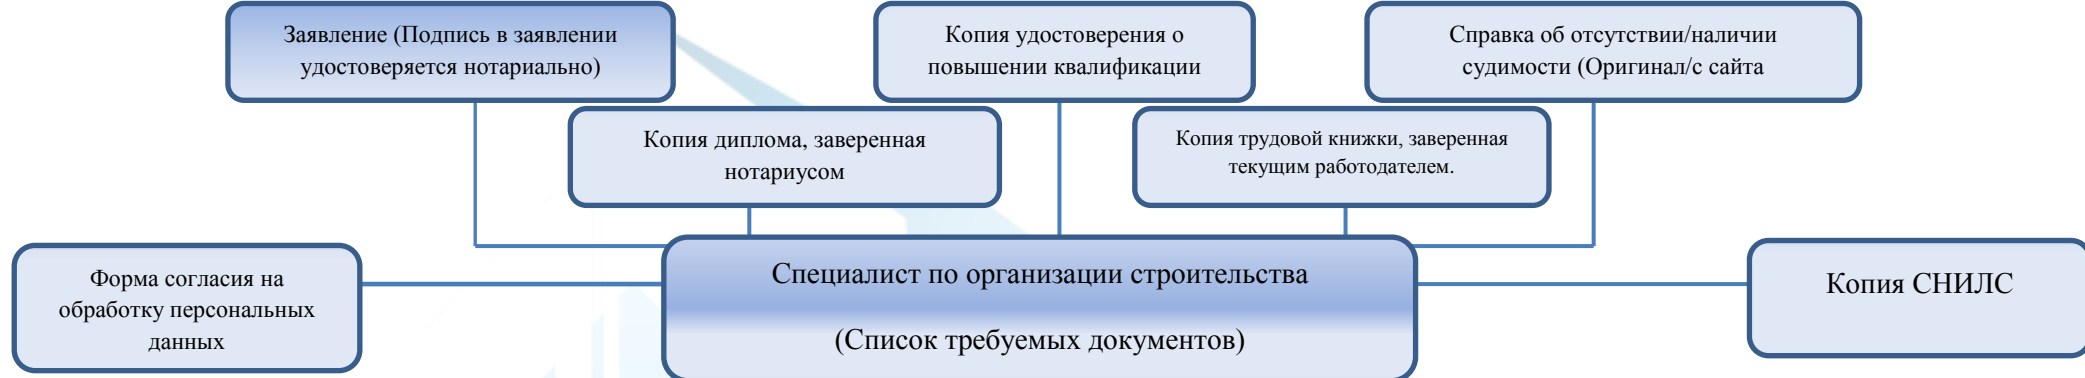 Заявление (Подпись в заявлении
удостоверяется нотариально)
Копия удостоверения о
повышении квалификации
Справка об отсутствии/наличии
судимости (Оригинал/с сайта
Копия диплома, заверенная
нотариусом
Копия трудовой книжки, заверенная
текущим работодателем.
Форма согласия на
обработку персональных
данных
Специалист по организации строительства
(Список требуемых документов)
Копия СНИЛС